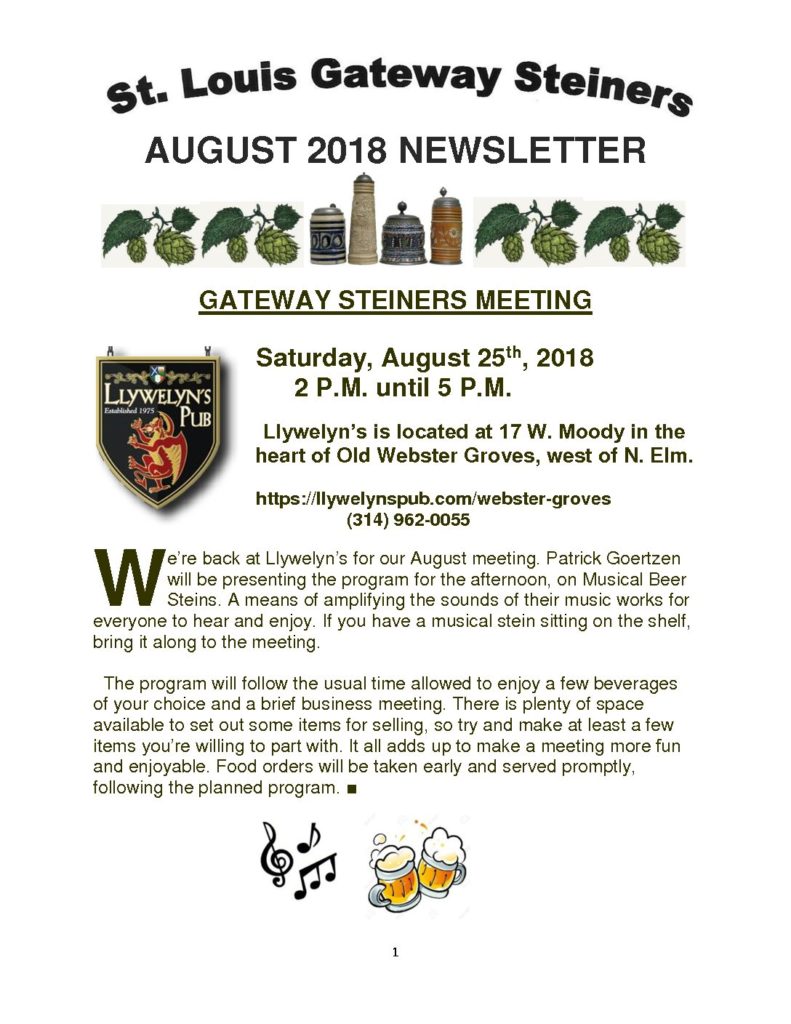 St. Louis Gateway Steiners
AUGUST 2018 NEWSLETTER
GATEWAY STEINERS MEETING
LLYWELYN'S
Established 1975
PUB
Saturday, August 25th, 2018
2 P.M. until 5 P.M.
Llywelyn's is located at 17 W. Moody in the
heart of Old Webster Groves, west of N. Elm.
https://llywelynspub.com/webster-groves
(314) 962-0055
We're back at Llywelyn's for our August meeting. Patrick Goertzen
will be presenting the program for the afternoon, on Musical Beer
Steins. A means of amplifying the sounds of their music works for
everyone to hear and enjoy. If you have a musical stein sitting on the shelf,
bring it along to the meeting.
The program will follow the usual time allowed to enjoy a few beverages
of your choice and a brief business meeting. There is plenty of space
available to set out some items for selling, so try and make at least a few
items you're willing to part with. It all adds up to make a meeting more fun
and enjoyable. Food orders will be taken early and served promptly,
following the planned program. ■
1